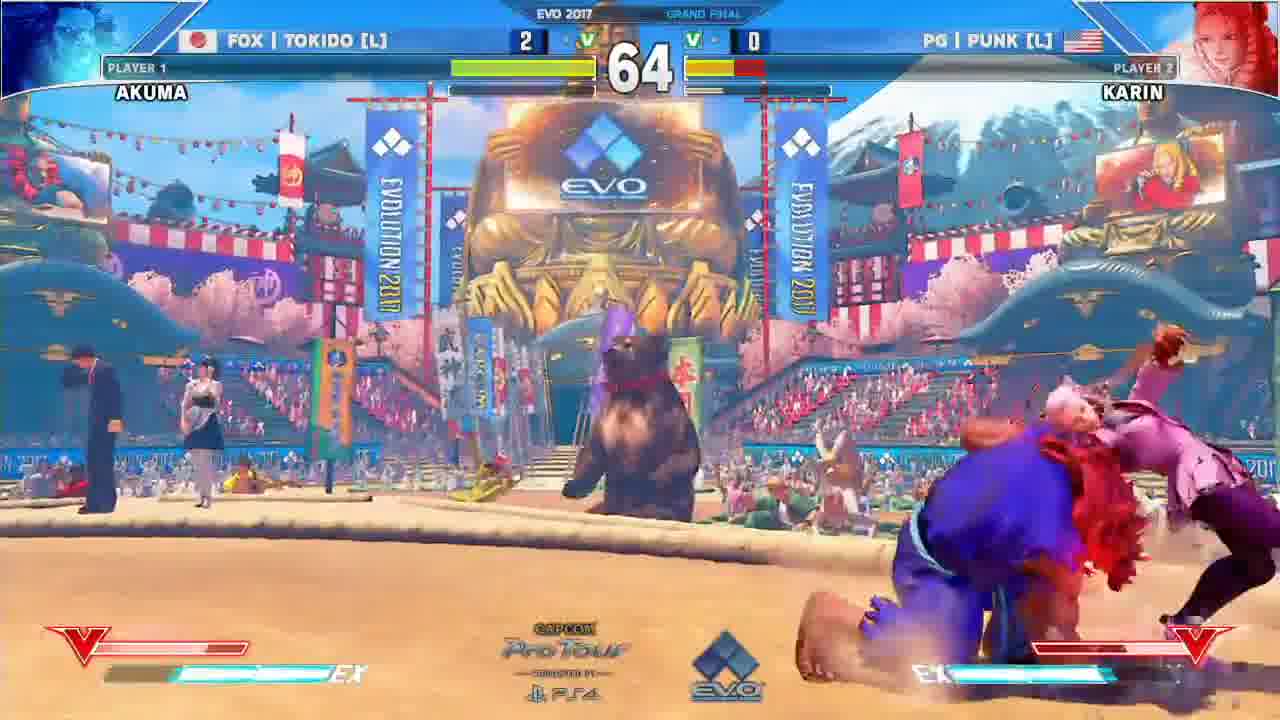 EVO 2017
GRAND FINAL
FOX | TOKIDO [L]
2
V
64
V
0
PG | PUNK [L]
PLAYER 1
PLAYER 2
AKUMA
KARIN
EVO
EVOLUTION 2017
EVOLUTION 201
V
EX
CAPCOM
Pro Tour
PS4
EVO
EX
V